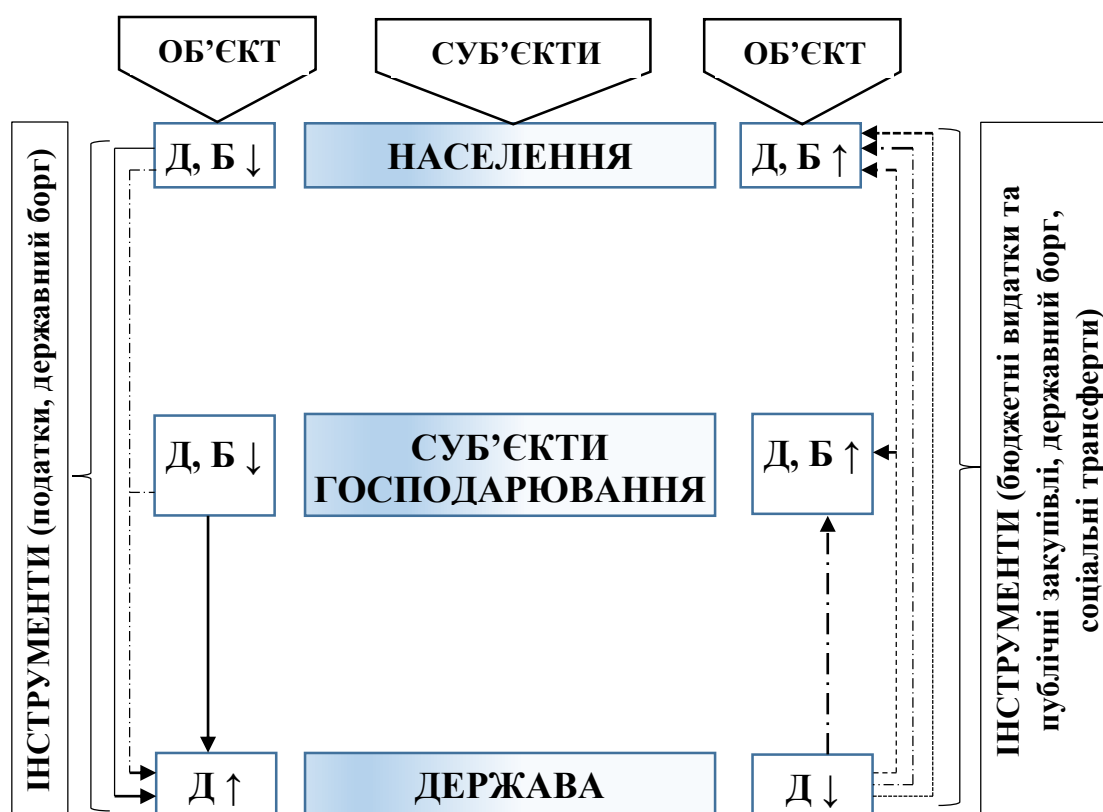 ОБ’ЄКТ
СУБ’ЄКТИ
ОБ’ЄКТ
ІНСТРУМЕНТИ (податки, державний борг)
Д, Б ↓
НАСЕЛЕННЯ
Д, Б ↑
Д, Б ↓
СУБ’ЄКТИ
ГОСПОДАРЮВАННЯ
Д, Б ↑
Д ↑
ДЕРЖАВА
Д ↓
ІНСТРУМЕНТИ (бюджетні видатки та
публічні закупівлі, державний борг,
соціальні трансферти)